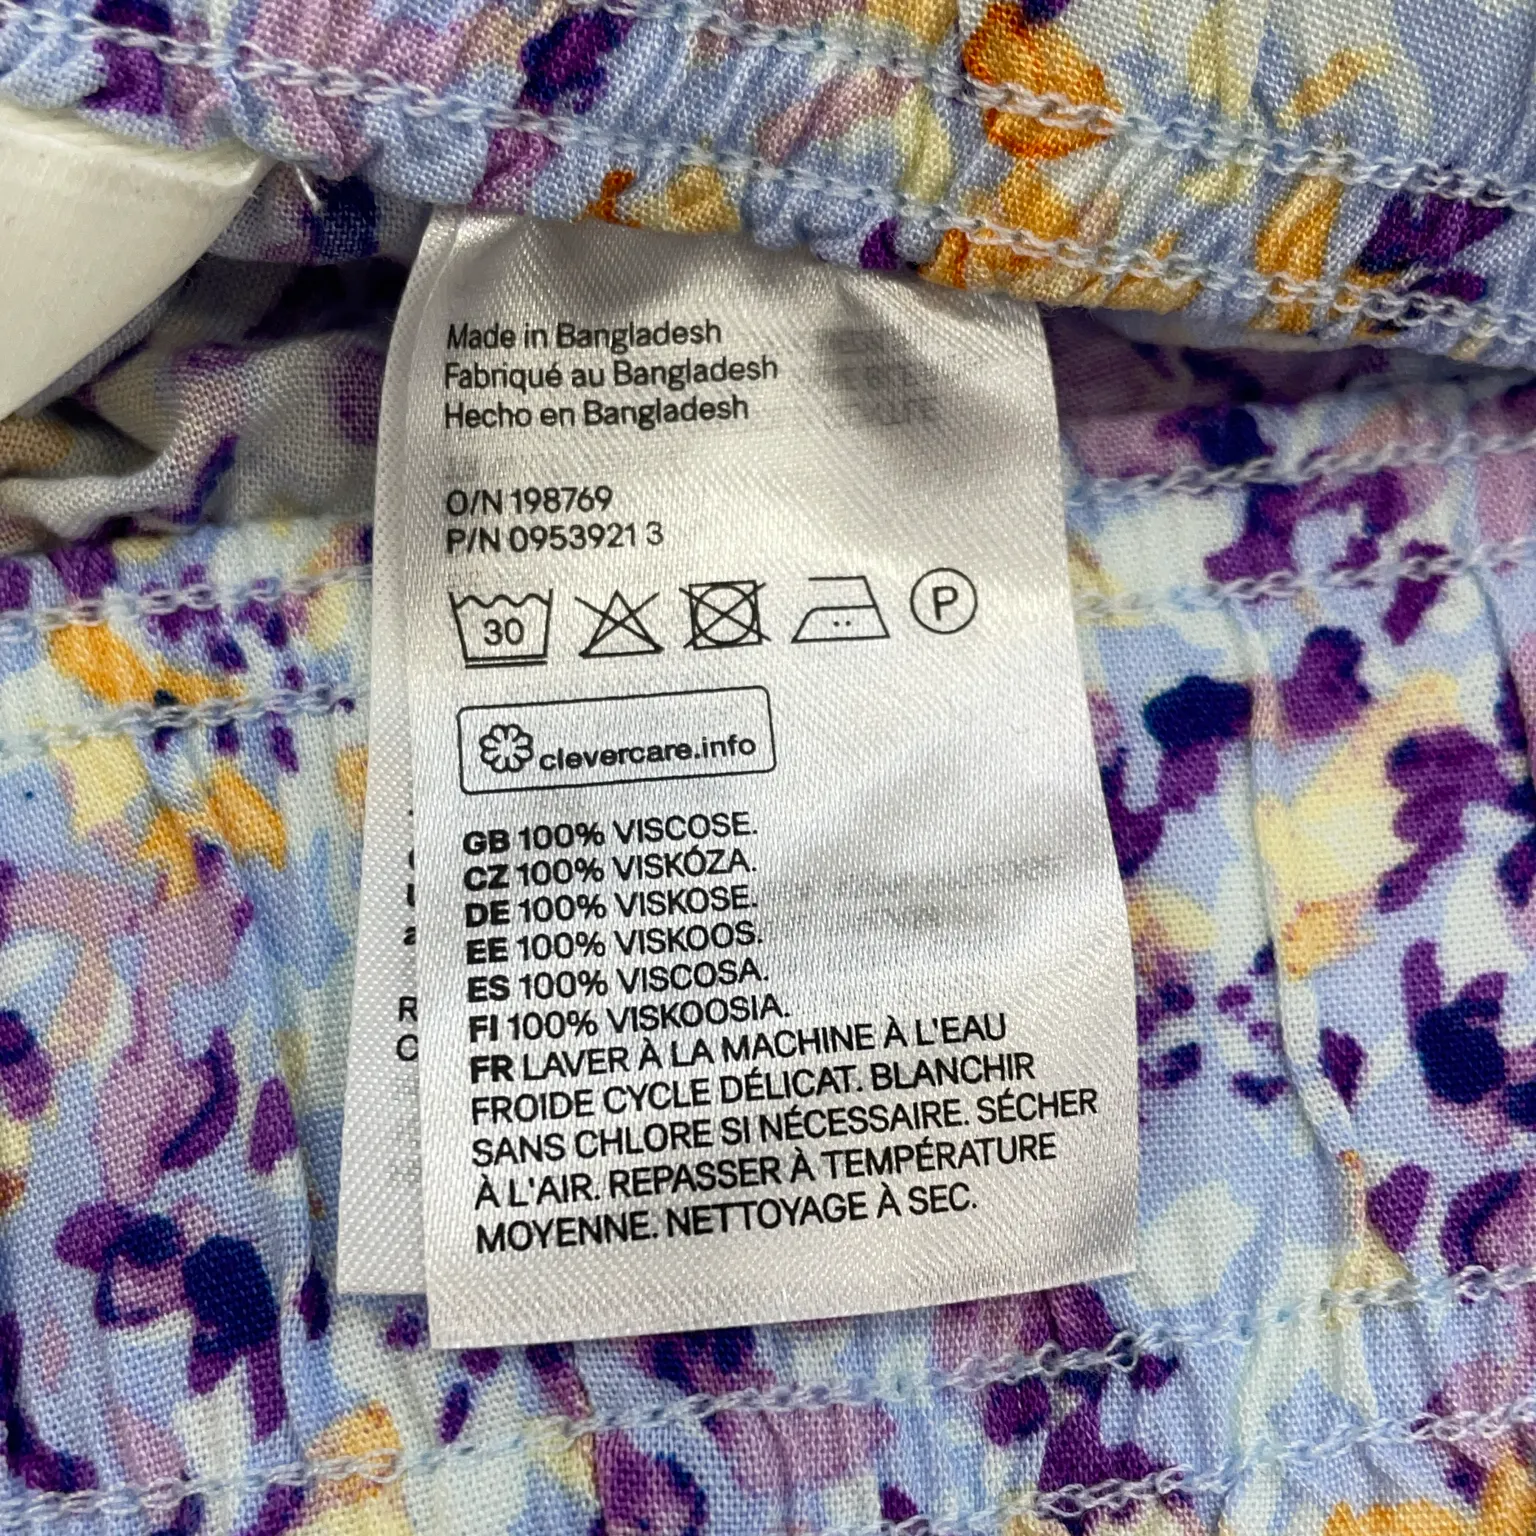 Made in Bangladesh
Fabriqué au Bangladesh
Hecho en Bangladesh
O/N 198769
P/N 0953921 3
30
P
clevercare.info
GB 100% VISCOSE.
CZ 100% VISKÓZA.
DE 100% VISKOSE.
EE 100% VISKOOS.
ES 100% VISCOSA.
FI 100% VISKOOSIA.
FR LAVER À LA MACHINE À L'EAU
FROIDE CYCLE DÉLICAT. BLANCHIR
SANS CHLORE SI NÉCESSAIRE. SÉCHER
À L'AIR. REPASSER À TEMPÉRATURE
MOYENNE. NETTOYAGE À SEC.